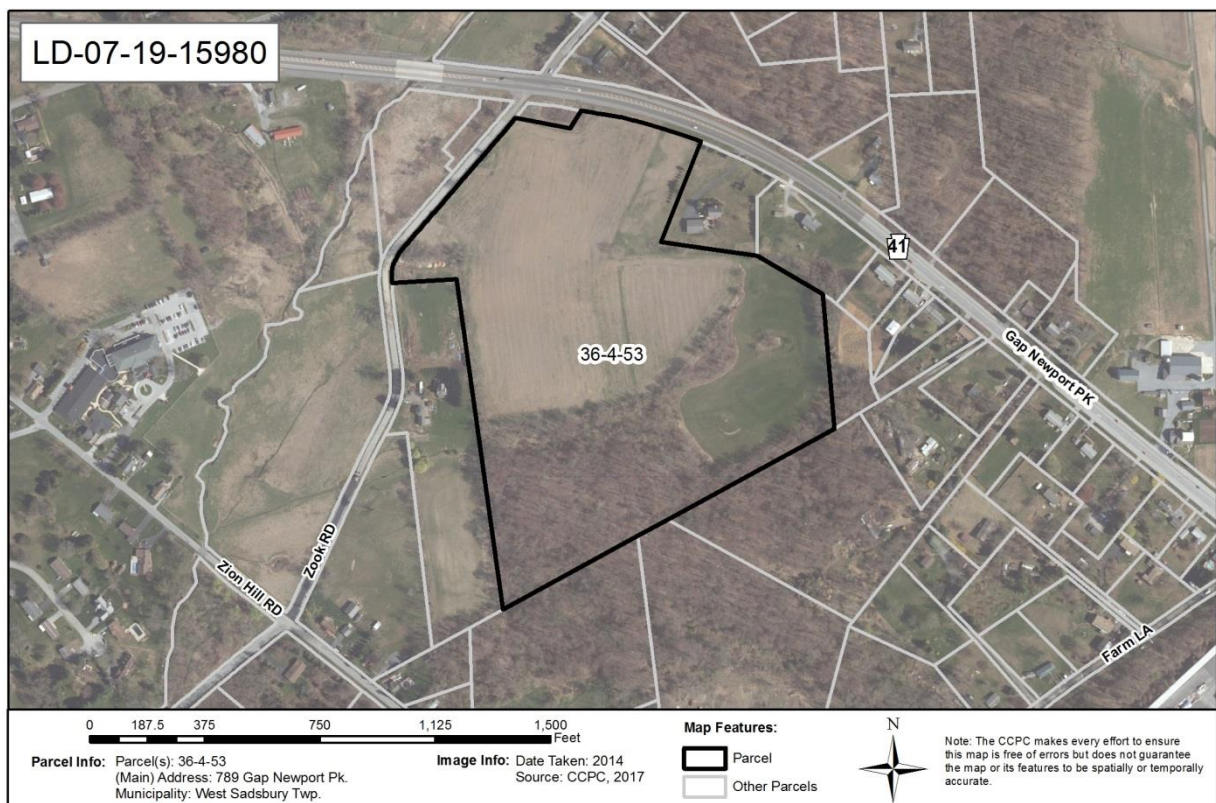 LD-07-19-15980
41
Gap Newport PK
36-4-53
Zook RD
Zion Hill RD
Farm LA
0 187.5 375 750 1,125 1,500
Feet
Parcel Info: Parcel(s): 36-4-53
(Main) Address: 789 Gap Newport Pk.
Municipality: West Sadsbury Twp.
Image Info: Date Taken: 2014
Source: CCPC, 2017
Map Features:
Parcel
Other Parcels
N
Note: The CCPC makes every effort to ensure
this map is free of errors but does not guarantee
the map or its features to be spatially or temporally
accurate.